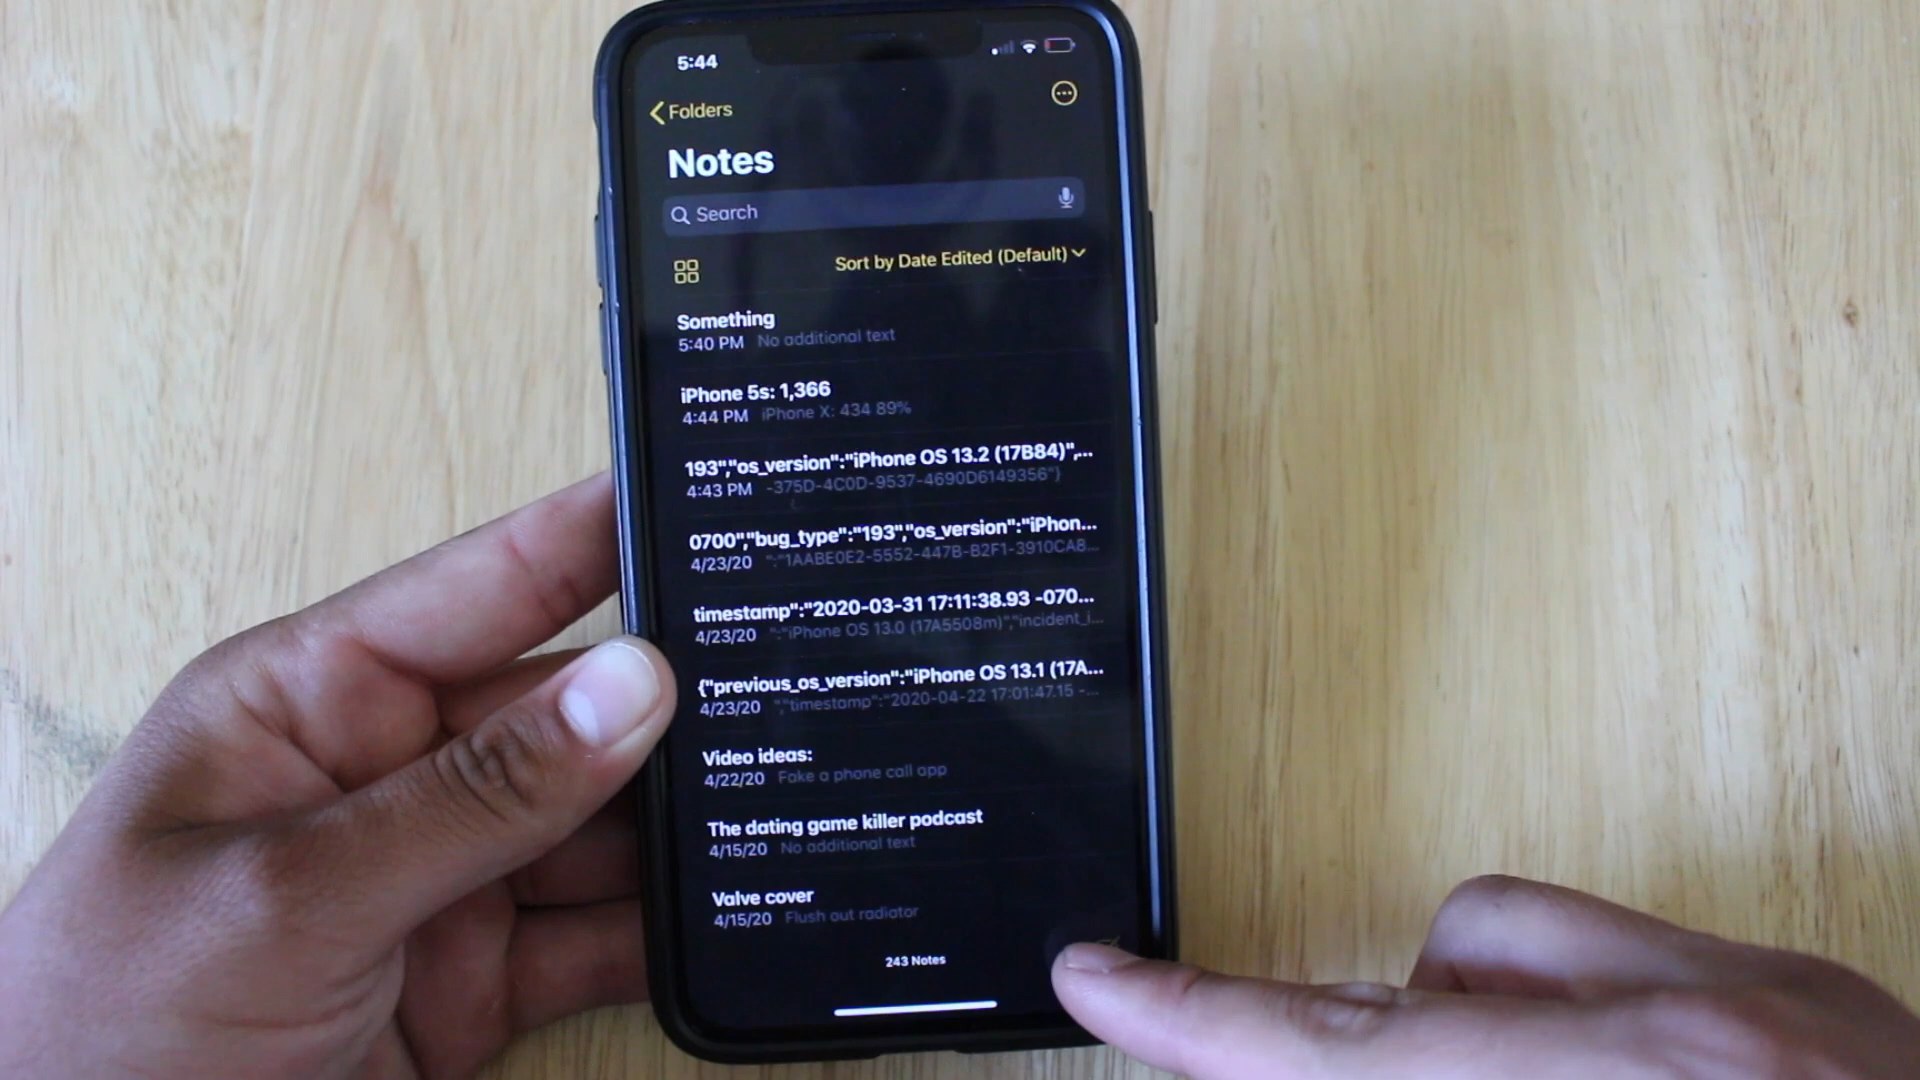 5:44
Folders
Notes
Search
Sort by Date Edited (Default)
Something
5:40 PM No additional text
iPhone 5s: 1,366
4:44 PM iPhone X: 434 89%
193","os_version":"iPhone OS 13.2 (17B84)",...
4:43 PM -375D-4C0D-9537-4690D6149356"}
0700","bug_type":"193","os_version":"iPhon...
4/23/20 ":"1AABE0E2-5552-447B-B2F1-3910CA8...
timestamp":"2020-03-31 17:11:38.93 -070...
4/23/20 ":"iPhone OS 13.0 (17A5508m)","incident_i...
{"previous_os_version":"iPhone OS 13.1 (17A...
4/23/20 ","timestamp":"2020-04-22 17:01:47.15 -...
Video ideas:
4/22/20 Fake a phone call app
The dating game killer podcast
4/15/20 No additional text
Valve cover
4/15/20 Flush out radiator
243 Notes